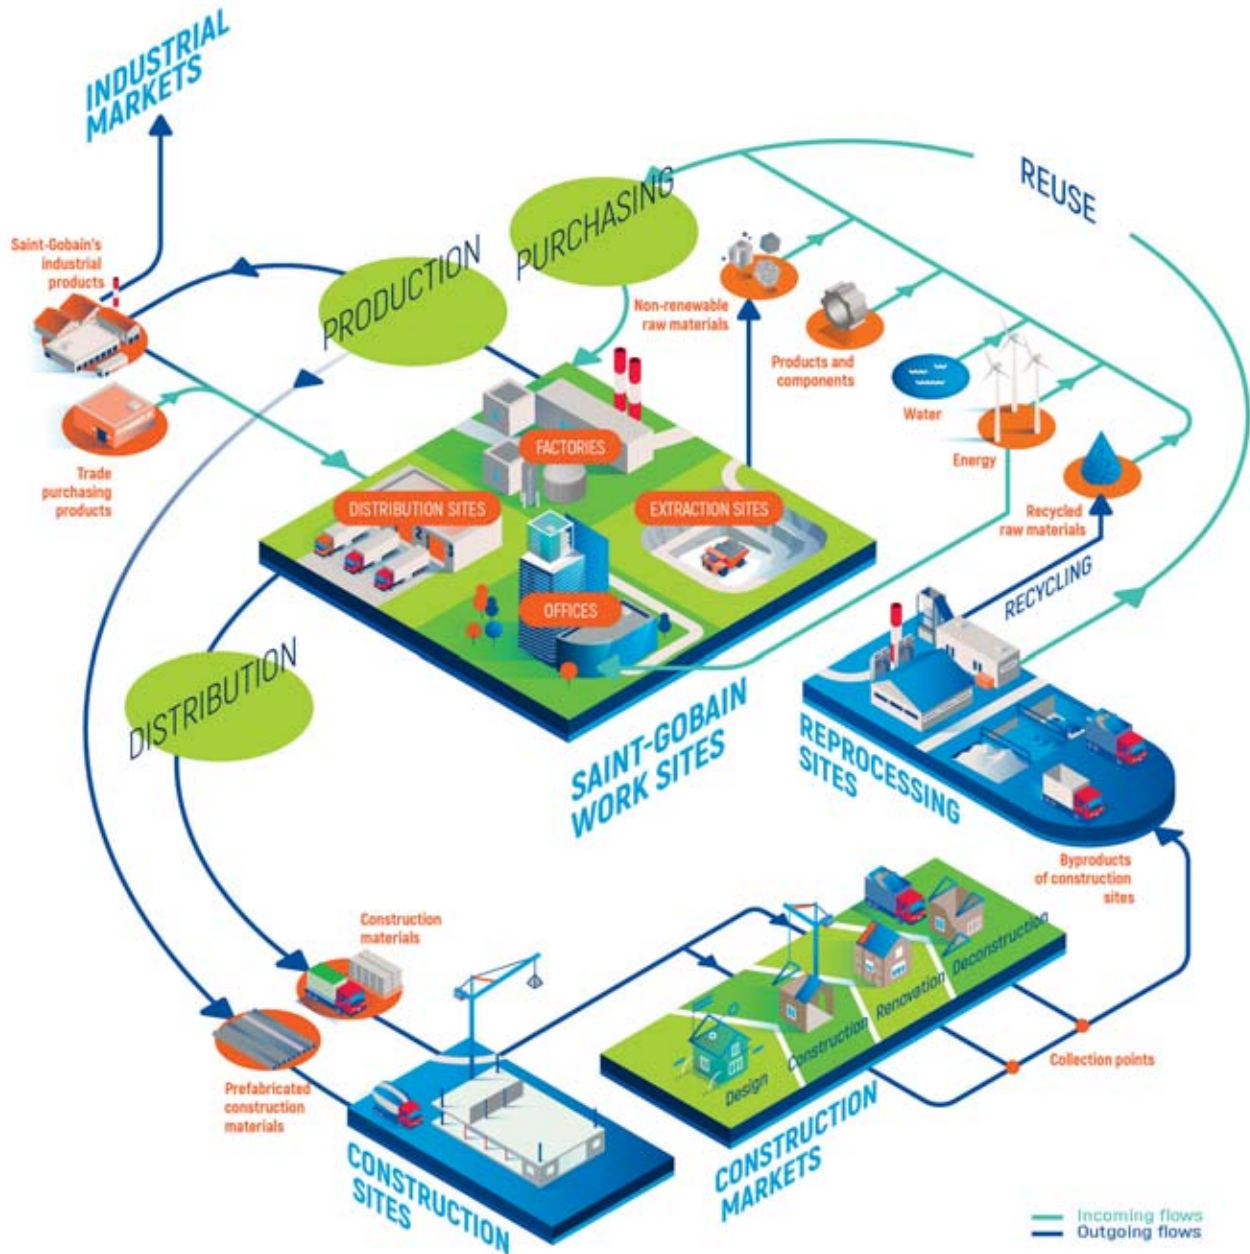 INDUSTRIAL
MARKETS
REUSE
PURCHASING
PRODUCTION
Saint-Gobain's
industrial
products
Non-renewable
raw materials
Products and
components
Water
Energy
Recycled
raw materials
Trade
purchasing
products
FACTORIES
DISTRIBUTION SITES
EXTRACTION SITES
OFFICES
RECYCLING
DISTRIBUTION
SAINT-GOBAIN
WORK SITES
REPROCESSING
SITES
Byproducts
of construction
sites
Construction
materials
Prefabricated
construction
materials
Design
Construction
Renovation
Deconstruction
Collection points
CONSTRUCTION
SITES
CONSTRUCTION
MARKETS
Incoming flows
Outgoing flows